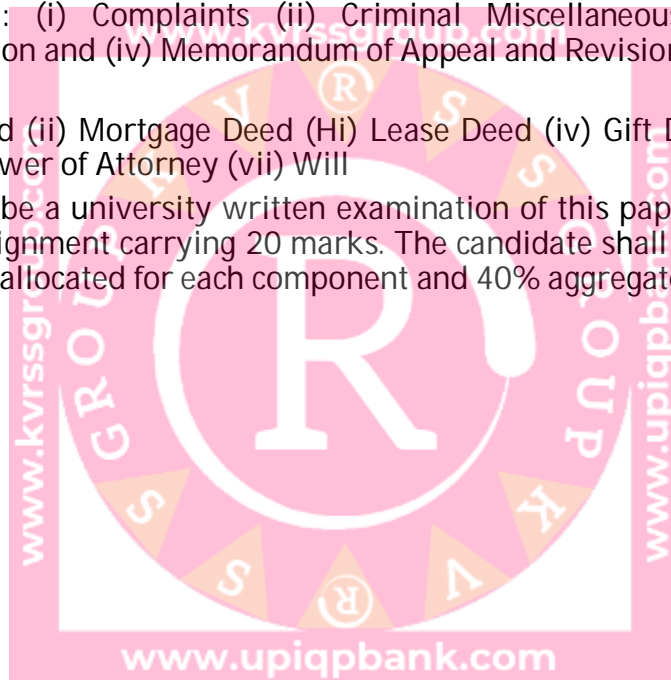 : (i) Complaints (ii) Criminal Miscellaneous
on and (iv) Memorandum of Appeal and Revision
www.kvrssgroup.com
d (ii) Mortgage Deed (Hi) Lease Deed (iv) Gift D
wer of Attorney (vii) Will
be a university written examination of this pap
ignment carrying 20 marks. The candidate shall
allocated for each component and 40% aggregat
www.kvrssgroup.com
www.upiqpbank.com
K V R S S GROUP
K V R S S GROUP
R
R
R
www.upiqpbank.com